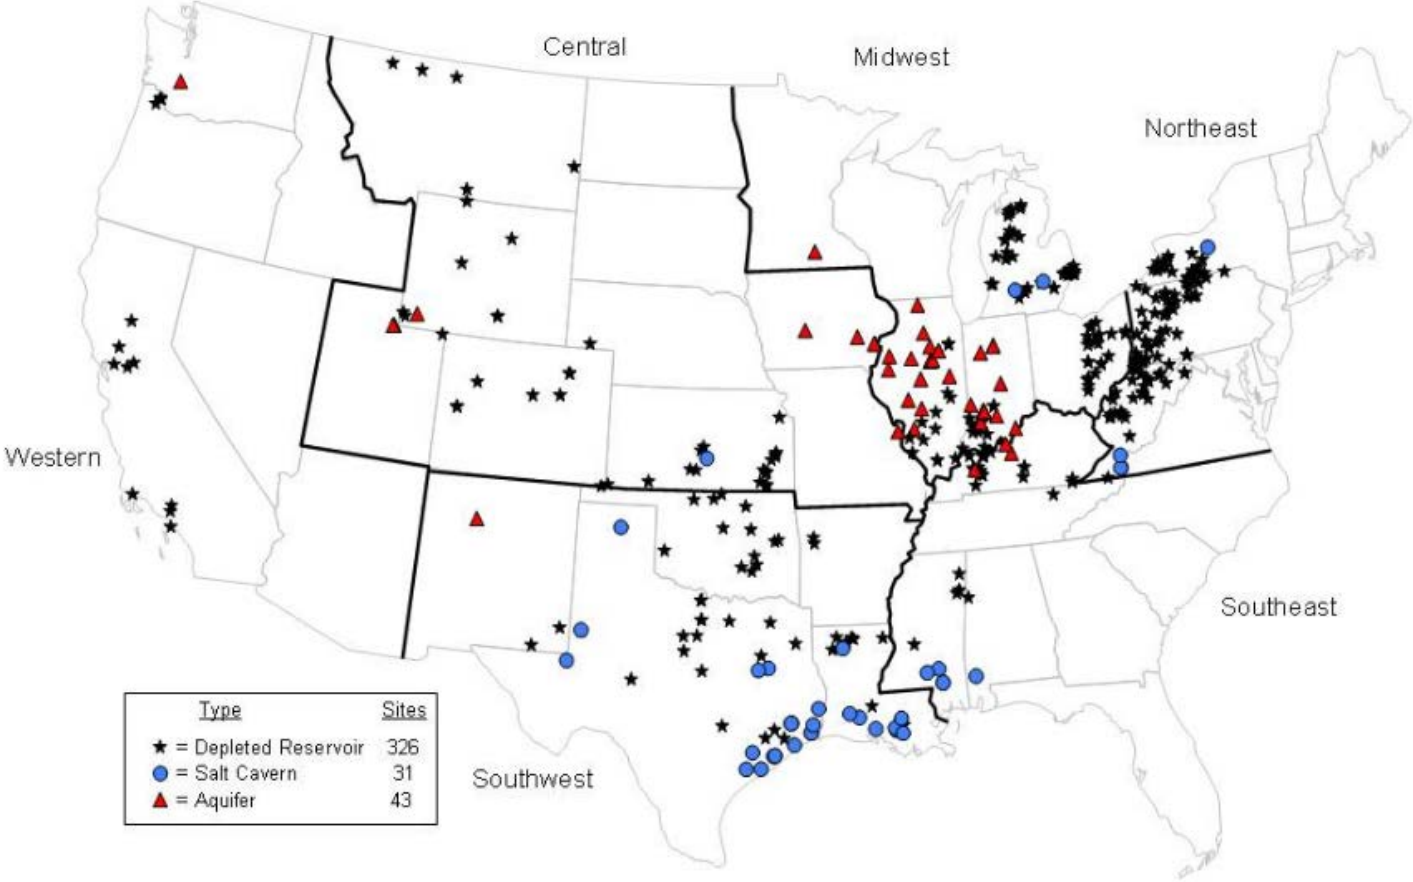 Central
Midwest
Northeast
Western
Southeast
Southwest
Type Sites
= Depleted Reservoir 326
= Salt Cavern 31
= Aquifer 43